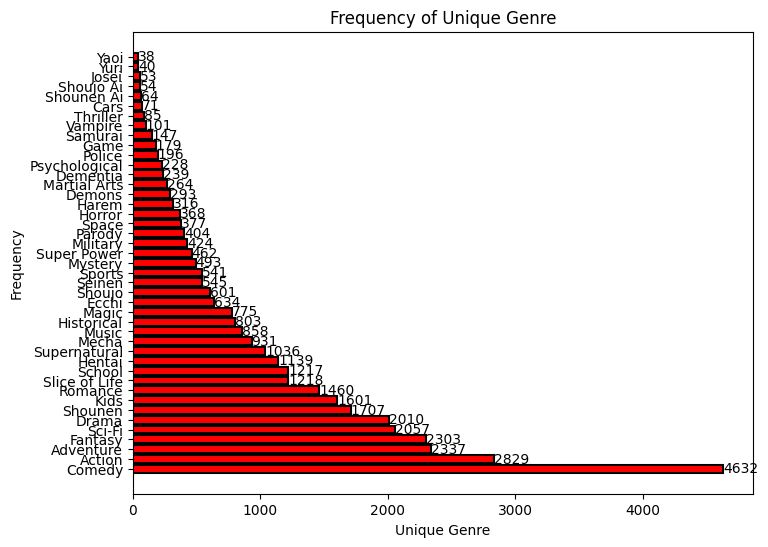 Frequency of Unique Genre
Yaoi 38
Yuri 40
Josei 53
Shoujo Ai 54
Shounen Ai 64
Cars 71
Thriller 85
Vampire 101
Samurai 147
Game 179
Police 196
Psychological 228
Dementia 239
Martial Arts 264
Demons 293
Harem 316
Horror 368
Space 377
Parody 404
Military 424
Super Power 462
Mystery 493
Sports 541
Seinen 545
Shoujo 601
Ecchi 634
Magic 775
Historical 803
Music 858
Mecha 931
Supernatural 1036
Hentai 1139
School 1217
Slice of Life 1218
Romance 1460
Kids 1601
Shounen 1707
Drama 2010
Sci-Fi 2057
Fantasy 2303
Adventure 2337
Action 2829
Comedy 4632
Frequency
0 1000 2000 3000 4000
Unique Genre